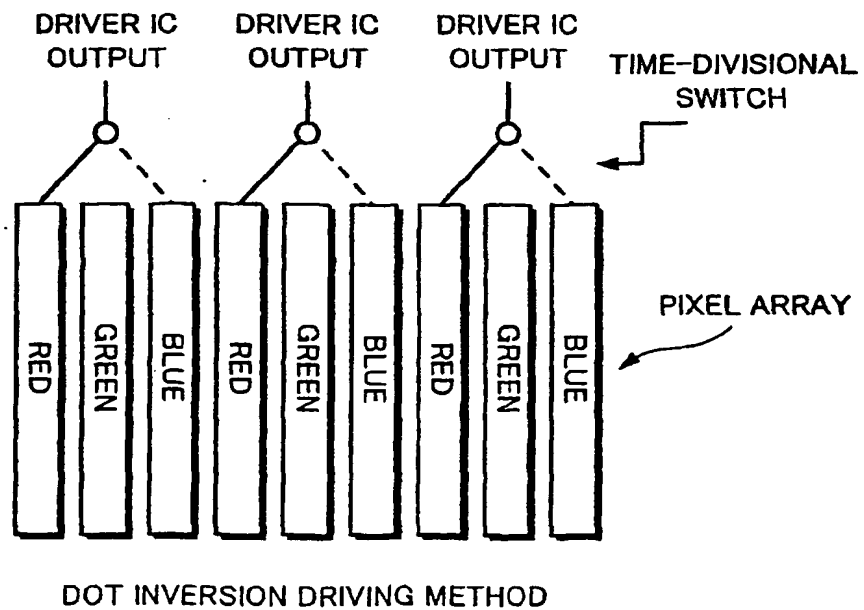 DRIVER IC
OUTPUT
DRIVER IC
OUTPUT
DRIVER IC
OUTPUT
TIME-DIVISIONAL
SWITCH
RED
GREEN
BLUE
RED
GREEN
BLUE
RED
GREEN
BLUE
PIXEL ARRAY
DOT INVERSION DRIVING METHOD